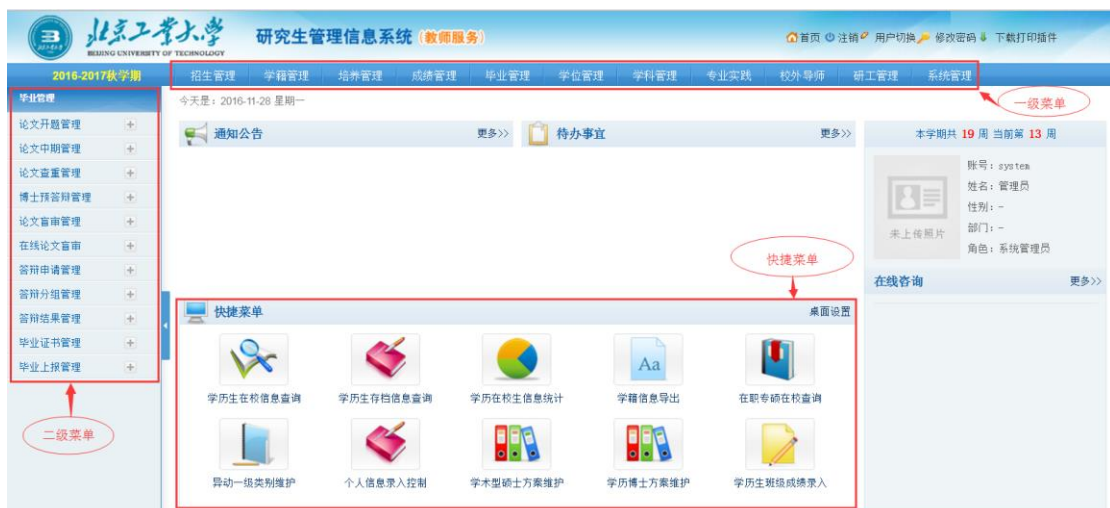 北京工业大学
BEIJING UNIVERSITY OF TECHNOLOGY
研究生管理信息系统(教师服务)
首页 注销 用户切换 修改密码 下载打印插件
2016-2017秋学期 招生管理 学籍管理 培养管理 成绩管理 毕业管理 学位管理 学科管理 专业实践 校外导师 研工管理 系统管理
毕业管理
今天是：2016-11-28 星期一
一级菜单
论文开题管理
论文中期管理
论文查重管理
博士预答辩管理
论文盲审管理
在线论文盲审
答辩申请管理
答辩分组管理
答辩结果管理
毕业证书管理
毕业上报管理
二级菜单
通知公告 更多>>
待办事宜 更多>>
快捷菜单
快捷菜单 桌面设置
学历生在校信息查询 学历生存档信息查询 学历在校生信息统计 学籍信息导出 在职专硕在校查询
Aa
异动一级类别维护 个人信息录入控制 学术型硕士方案维护 学历博士方案维护 学历生班级成绩录入
本学期共 19 周 当前第 13 周
未上传照片
账号：system
姓名：管理员
性别：-
部门：-
角色：系统管理员
在线咨询 更多>>